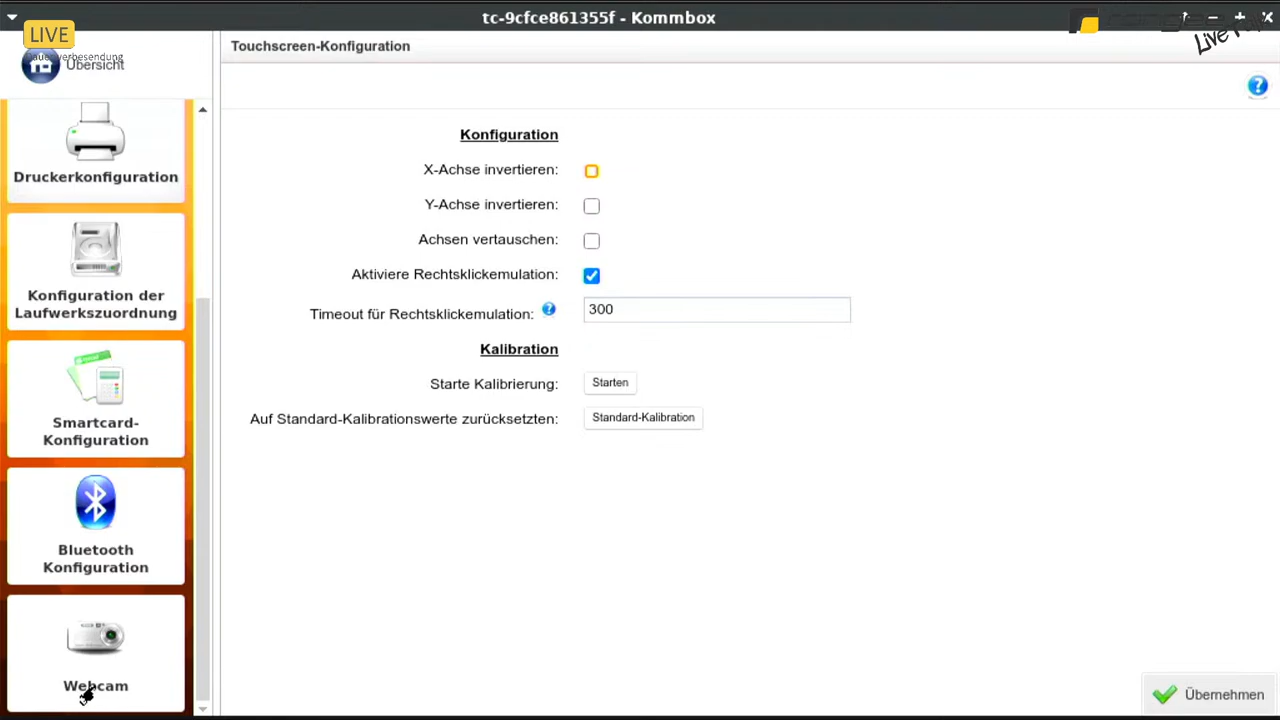 tc-9cfce861355f - Kommbox
LIVE
Dauerwerbesendung
Übersicht
Touchscreen-Konfiguration
Druckerkonfiguration
Konfiguration der
Laufwerkszuordnung
Smartcard-
Konfiguration
Bluetooth
Konfiguration
Webcam
Konfiguration
X-Achse invertieren:
Y-Achse invertieren:
Achsen vertauschen:
Aktiviere Rechtsklickemulation:
Timeout für Rechtsklickemulation: 300
Kalibration
Starte Kalibrierung: Starten
Auf Standard-Kalibrationswerte zurücksetzten: Standard-Kalibration
Übernehmen